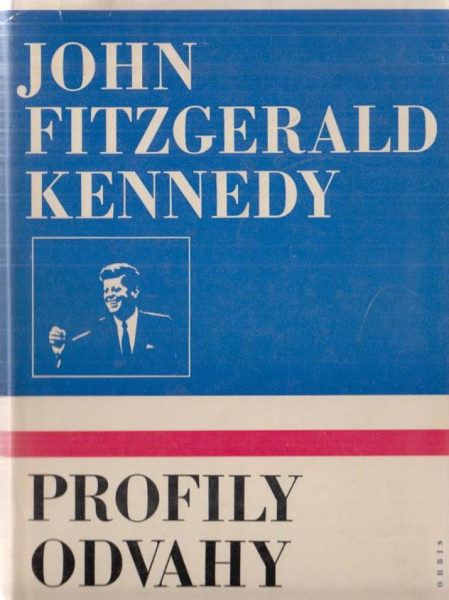 JOHN
FITZGERALD
KENNEDY
PROFILY
ODVAHY
ORBIS